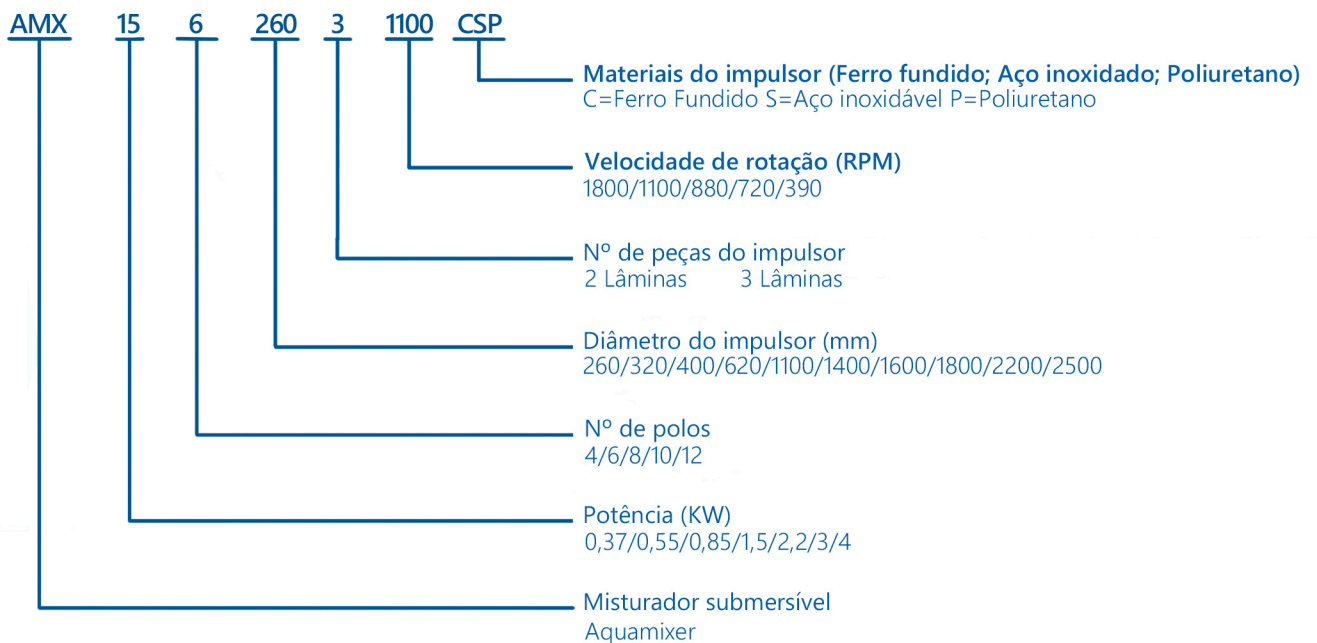 AMX 15 6 260 3 1100 CSP
Materiais do impulsor (Ferro fundido; Aço inoxidado; Poliuretano)
C=Ferro Fundido S=Aço inoxidável P=Poliuretano
Velocidade de rotação (RPM)
1800/1100/880/720/390
Nº de peças do impulsor
2 Lâminas 3 Lâminas
Diâmetro do impulsor (mm)
260/320/400/620/1100/1400/1600/1800/2200/2500
Nº de polos
4/6/8/10/12
Potência (KW)
0,37/0,55/0,85/1,5/2,2/3/4
Misturador submersível
Aquamixer